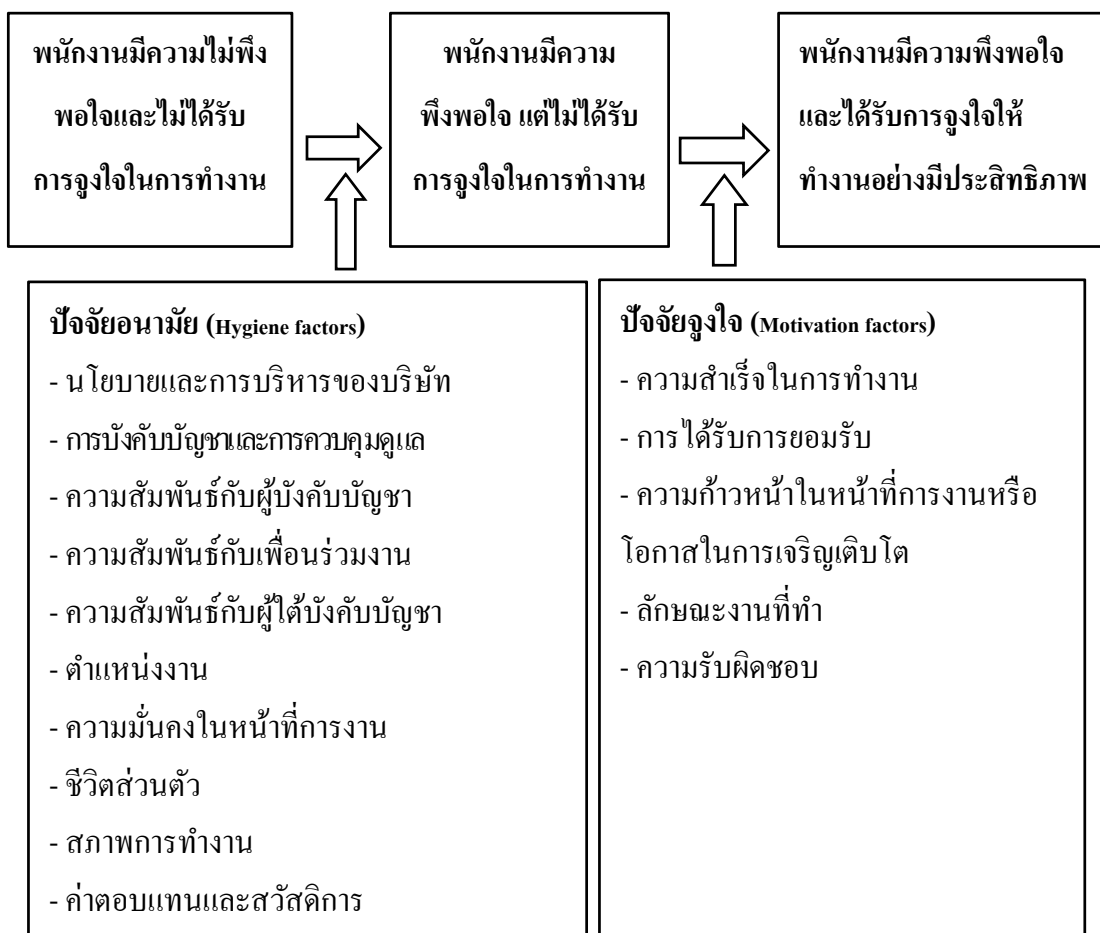 พนักงานมีความไม่พึง
พอใจและไม่ได้รับ
การจูงใจในการทำงาน
พนักงานมีความ
พึงพอใจ แต่ไม่ได้รับ
การจูงใจในการทำงาน
พนักงานมีความพึงพอใจ
และได้รับการจูงใจให้
ทำงานอย่างมีประสิทธิภาพ
ปัจจัยอนามัย (Hygiene factors)
- นโยบายและการบริหารของบริษัท
- การบังคับบัญชาและการควบคุมดูแล
- ความสัมพันธ์กับผู้บังคับบัญชา
- ความสัมพันธ์กับเพื่อนร่วมงาน
- ความสัมพันธ์กับผู้ใต้บังคับบัญชา
- ตำแหน่งงาน
- ความมั่นคงในหน้าที่การงาน
- ชีวิตส่วนตัว
- สภาพการทำงาน
- ค่าตอบแทนและสวัสดิการ
ปัจจัยจูงใจ (Motivation factors)
- ความสำเร็จในการทำงาน
- การได้รับการยอมรับ
- ความก้าวหน้าในหน้าที่การงานหรือ
โอกาสในการเจริญเติบโต
- ลักษณะงานที่ทำ
- ความรับผิดชอบ